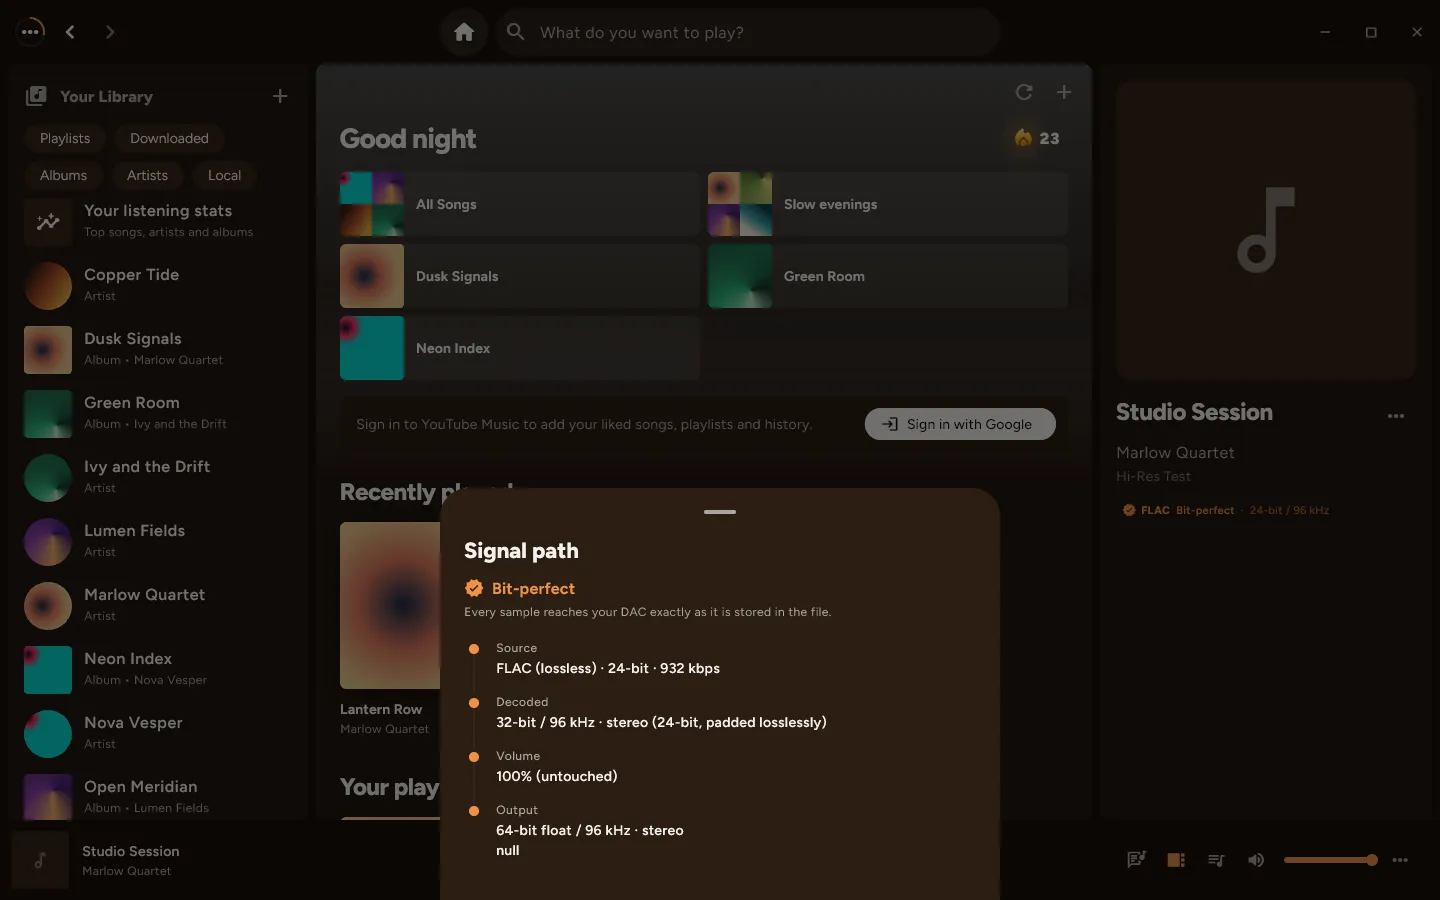 What do you want to play?
Your Library
Playlists
Downloaded
Albums
Artists
Local
Your listening stats
Top songs, artists and albums
Copper Tide
Artist
Dusk Signals
Album • Marlow Quartet
Green Room
Album • Ivy and the Drift
Ivy and the Drift
Artist
Lumen Fields
Artist
Marlow Quartet
Artist
Neon Index
Album • Nova Vesper
Nova Vesper
Artist
Open Meridian
Album • Lumen Fields
Good night
23
All Songs
Slow evenings
Dusk Signals
Green Room
Neon Index
Sign in to YouTube Music to add your liked songs, playlists and history.
Sign in with Google
Recently
Lantern Row
Marlow Quartet
Your play
Signal path
Bit-perfect
Every sample reaches your DAC exactly as it is stored in the file.
Source
FLAC (lossless) · 24-bit · 932 kbps
Decoded
32-bit / 96 kHz · stereo (24-bit, padded losslessly)
Volume
100% (untouched)
Output
64-bit float / 96 kHz · stereo
null
Studio Session
Marlow Quartet
Hi-Res Test
FLAC Bit-perfect · 24-bit / 96 kHz
Studio Session
Marlow Quartet